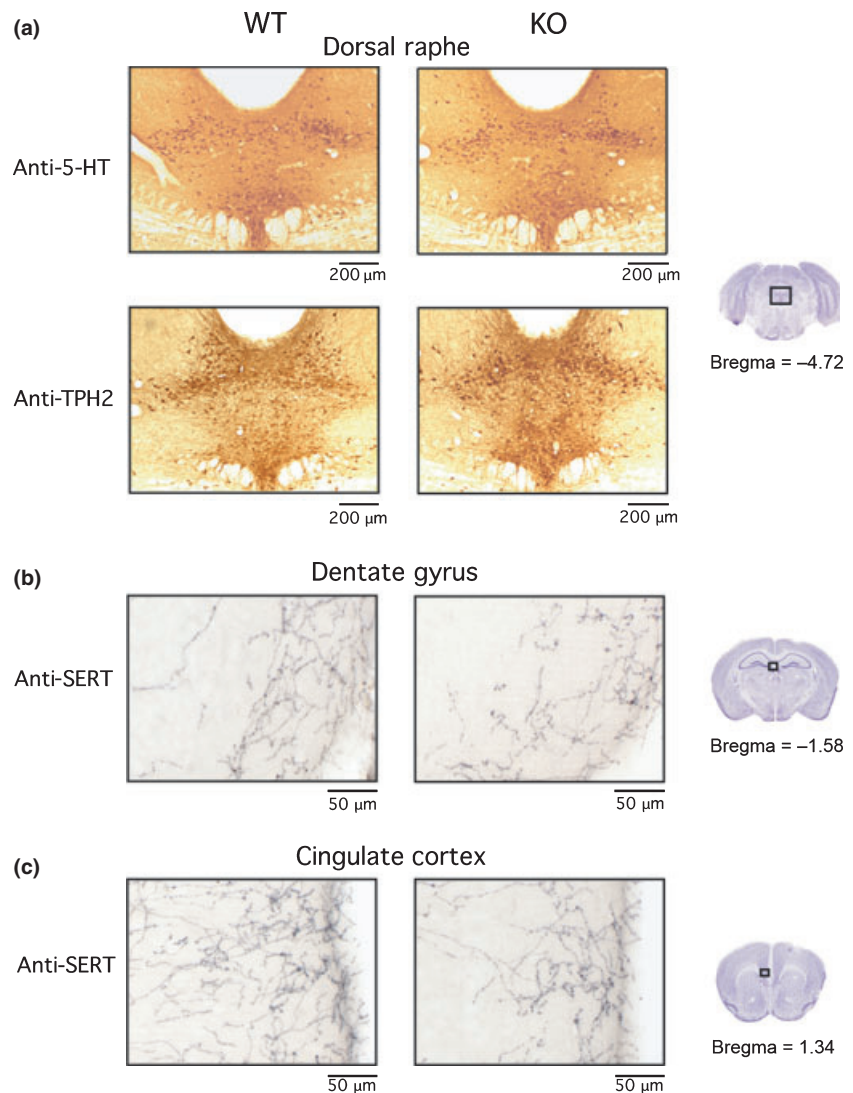 (a)
WT
KO
Dorsal raphe
Anti-5-HT
200 µm
200 µm
Bregma = –4.72
Anti-TPH2
200 µm
200 µm
(b)
Dentate gyrus
Anti-SERT
50 µm
50 µm
Bregma = –1.58
(c)
Cingulate cortex
Anti-SERT
50 µm
50 µm
Bregma = 1.34